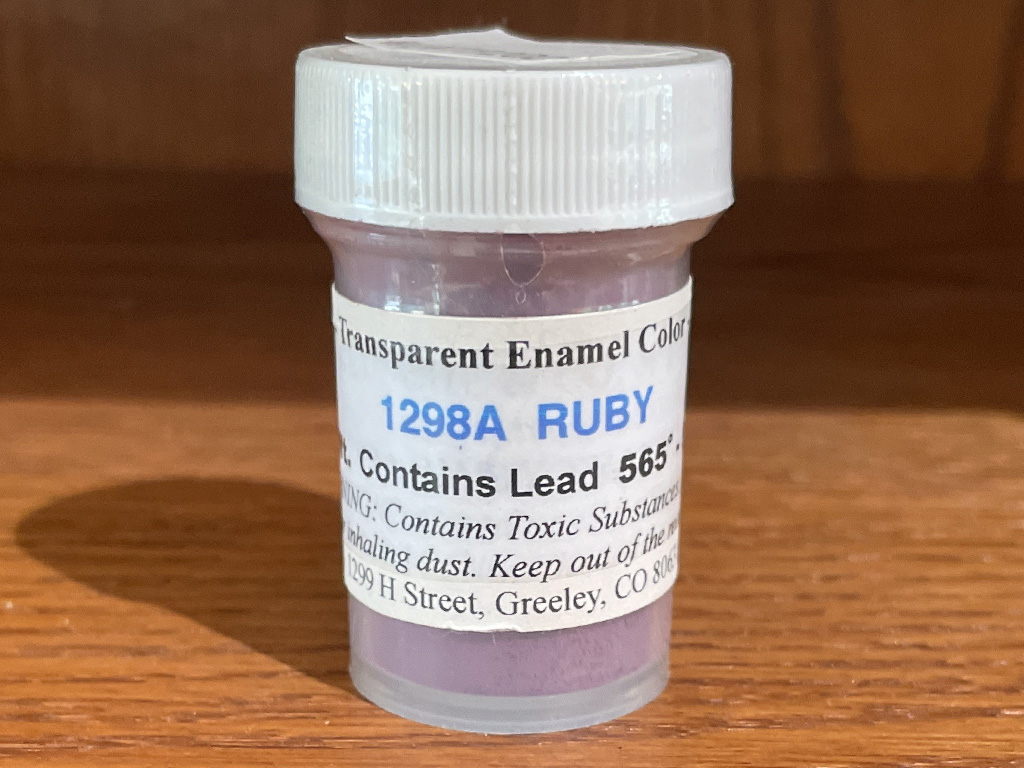 Transparent Enamel Color
1298A RUBY
Contains Lead 565°
Contains Toxic Substances
inhaling dust. Keep out of the
1299 H Street, Greeley, CO